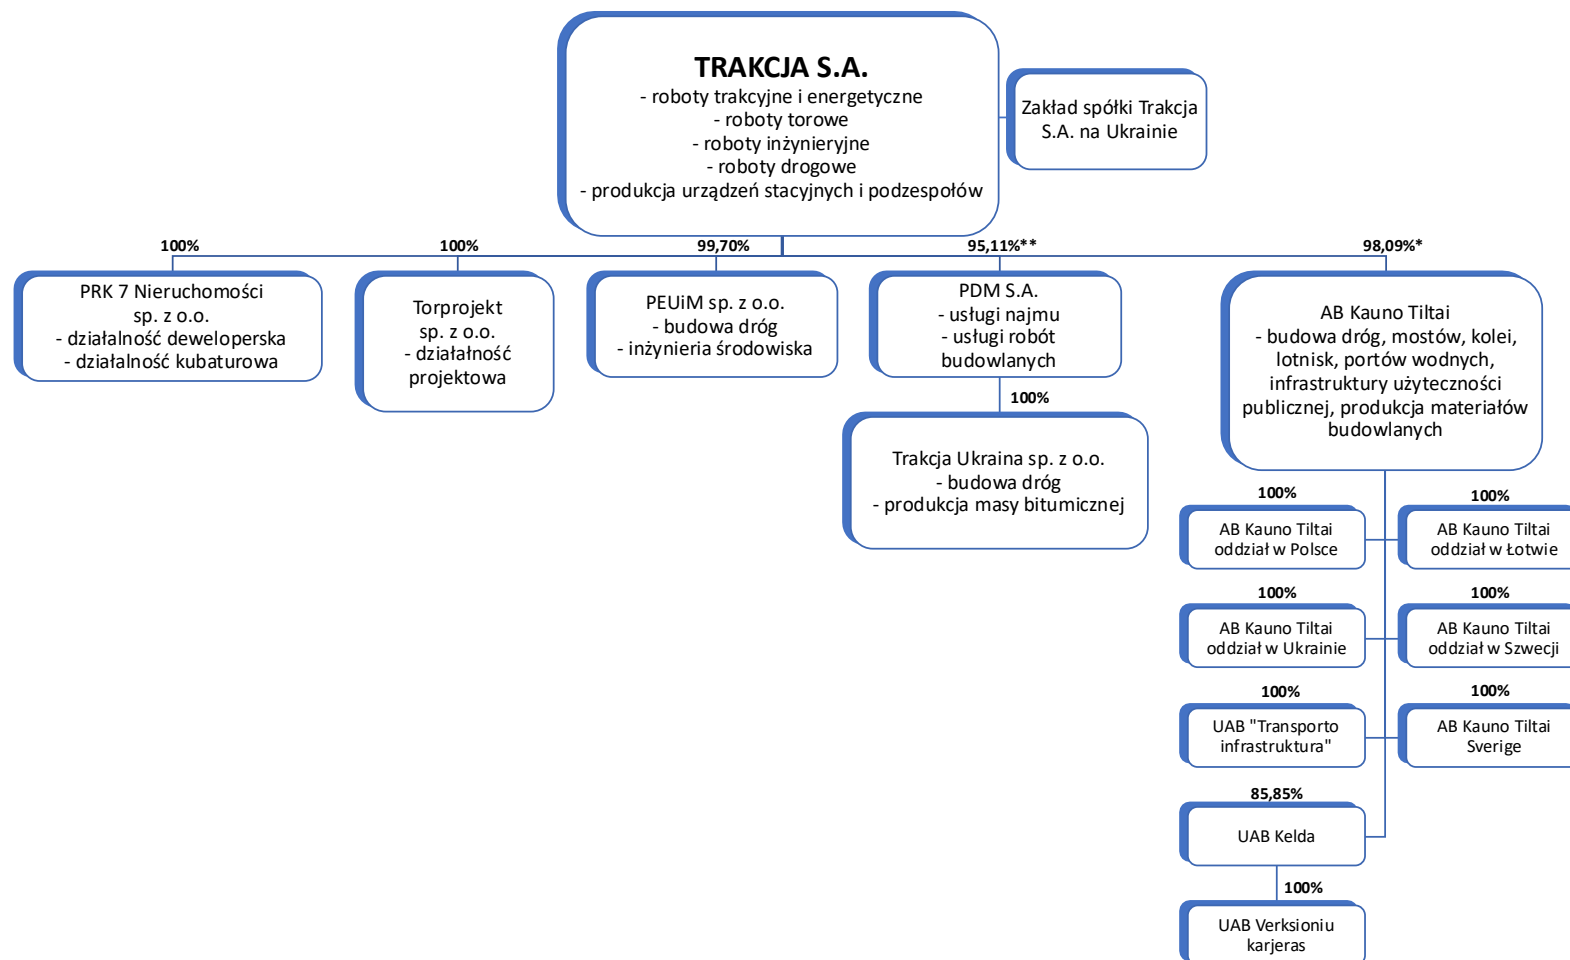 TRAKCJA S.A.
- roboty trakcyjne i energetyczne
- roboty torowe
- roboty inżynieryjne
- roboty drogowe
- produkcja urządzeń stacyjnych i podzespołów
Zakład spółki Trakcja
S.A. na Ukrainie
100%
PRK 7 Nieruchomości
sp. z o.o.
- działalność deweloperska
- działalność kubaturowa
100%
Torprojekt
sp. z o.o.
- działałność
projektowa
99,70%
PEUiM sp. z o.o.
- budowa dróg
- inżynieria środowiska
95,11%**
PDM S.A.
- usługi najmu
- usługi robót
budowlanych
100%
Trakcja Ukraina sp. z o.o.
- budowa dróg
- produkcja masy bitumicznej
98,09%*
AB Kauno Tiltai
- budowa dróg, mostów, kolei,
lotnisk, portów wodnych,
infrastruktury użyteczności
publicznej, produkcja materiałów
budowlanych
100%
AB Kauno Tiltai
oddział w Polsce
100%
AB Kauno Tiltai
oddział w Łotwie
100%
AB Kauno Tiltai
oddział w Ukrainie
100%
AB Kauno Tiltai
oddział w Szwecji
100%
UAB "Transporto
infrastruktura"
100%
AB Kauno Tiltai
Sverige
85,85%
UAB Kelda
100%
UAB Verksioniu
karjeras